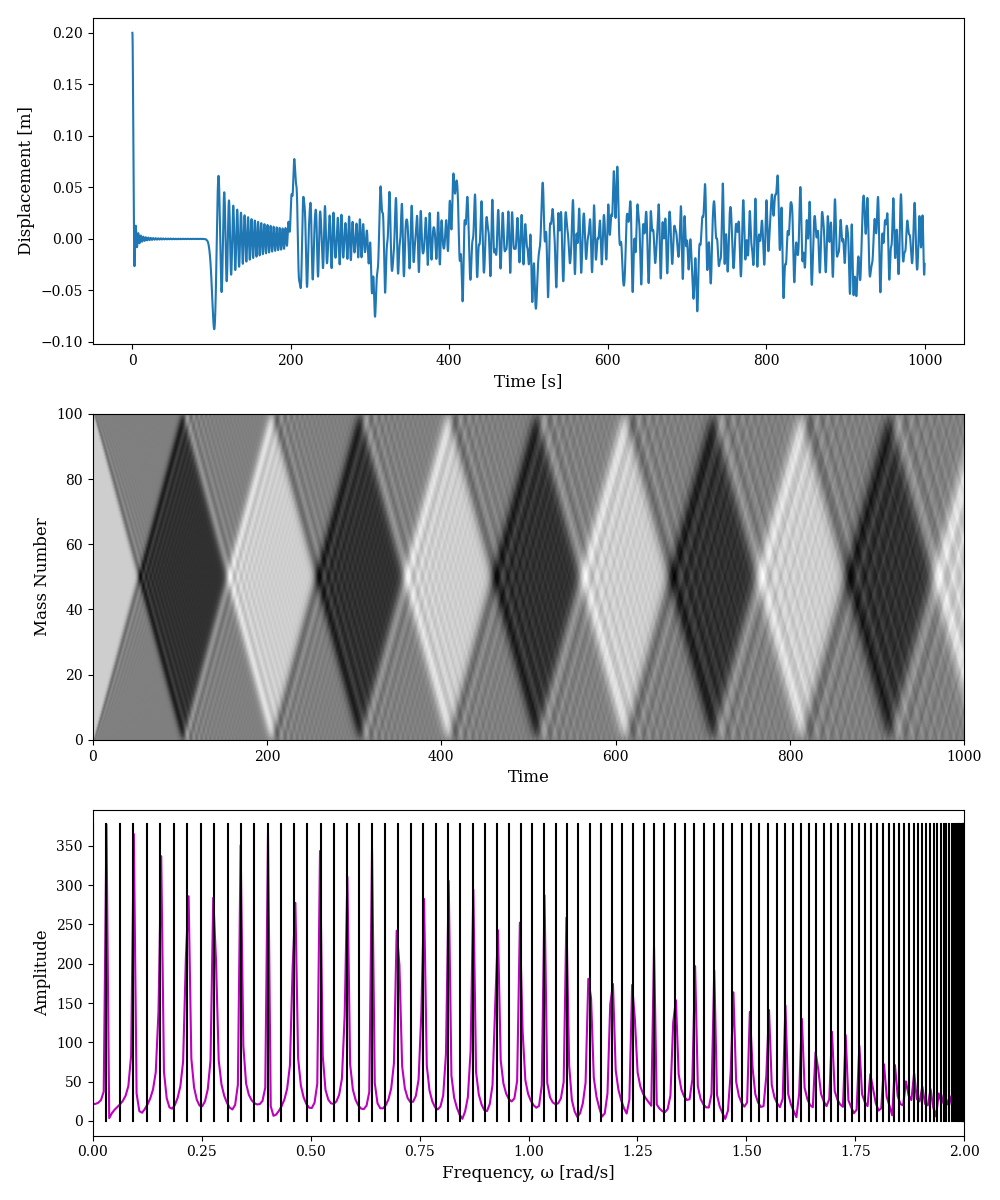 0.20
0.15
0.10
0.05
0.00
−0.05
−0.10
Displacement [m]
0 200 400 600 800 1000
Time [s]
100
80
60
40
20
0
Mass Number
0 200 400 600 800 1000
Time
350
300
250
200
150
100
50
0
Amplitude
0.00 0.25 0.50 0.75 1.00 1.25 1.50 1.75 2.00
Frequency, ω [rad/s]